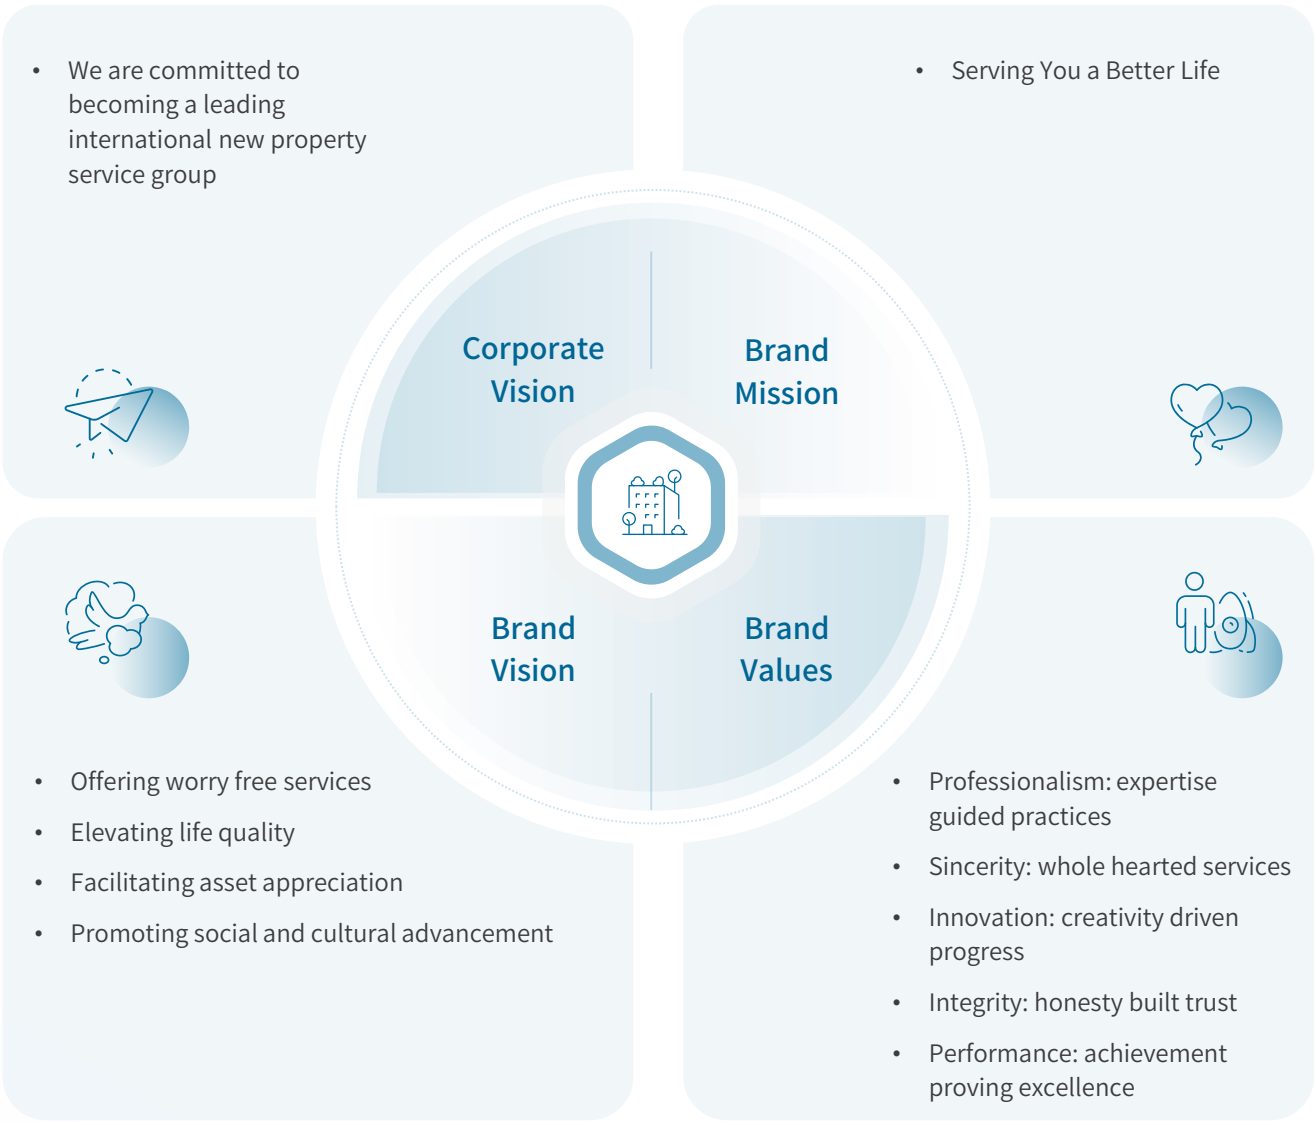 • We are committed to
becoming a leading
international new property
service group
• Serving You a Better Life
Corporate
Vision
Brand
Mission
Brand
Vision
Brand
Values
• Offering worry free services
• Elevating life quality
• Facilitating asset appreciation
• Promoting social and cultural advancement
• Professionalism: expertise
guided practices
• Sincerity: whole hearted services
• Innovation: creativity driven
progress
• Integrity: honesty built trust
• Performance: achievement
proving excellence